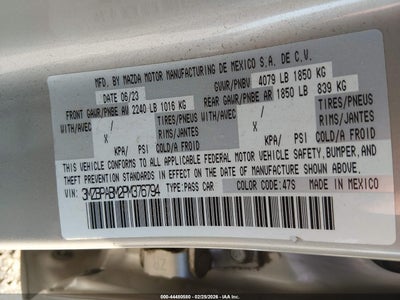 MFD. BY MAZDA MOTOR MANUFACTURING DE MEXICO S.A. DE C.V.
DATE 06/23 GVWR/PNBV 4079 LB 1850 KG
FRONT GAWR/PNBE AV 2240 LB 1016 KG REAR GAWR/PNBE AR 1850 LB 839 KG
WITH/AVEC / TIRES/PNEUS WITH/AVEC / TIRES/PNEUS
X RIMS/JANTES X RIMS/JANTES
KPA/ PSI COLD/A FROID KPA/ PSI COLD/A FROID
THIS VEHICLE CONFORMS TO ALL APPLICABLE FEDERAL MOTOR VEHICLE SAFETY, BUMPER, AND
THEFT PREVENTION STANDARDS IN EFFECT ON THE DATE OF MANUFACTURE SHOWN ABOVE.
VIN: 3MZBPABM2PM376794 TYPE: PASS CAR
COLOR: 47S MADE IN MEXICO
© 44460560 - 02/25/2026 - IAA Inc.